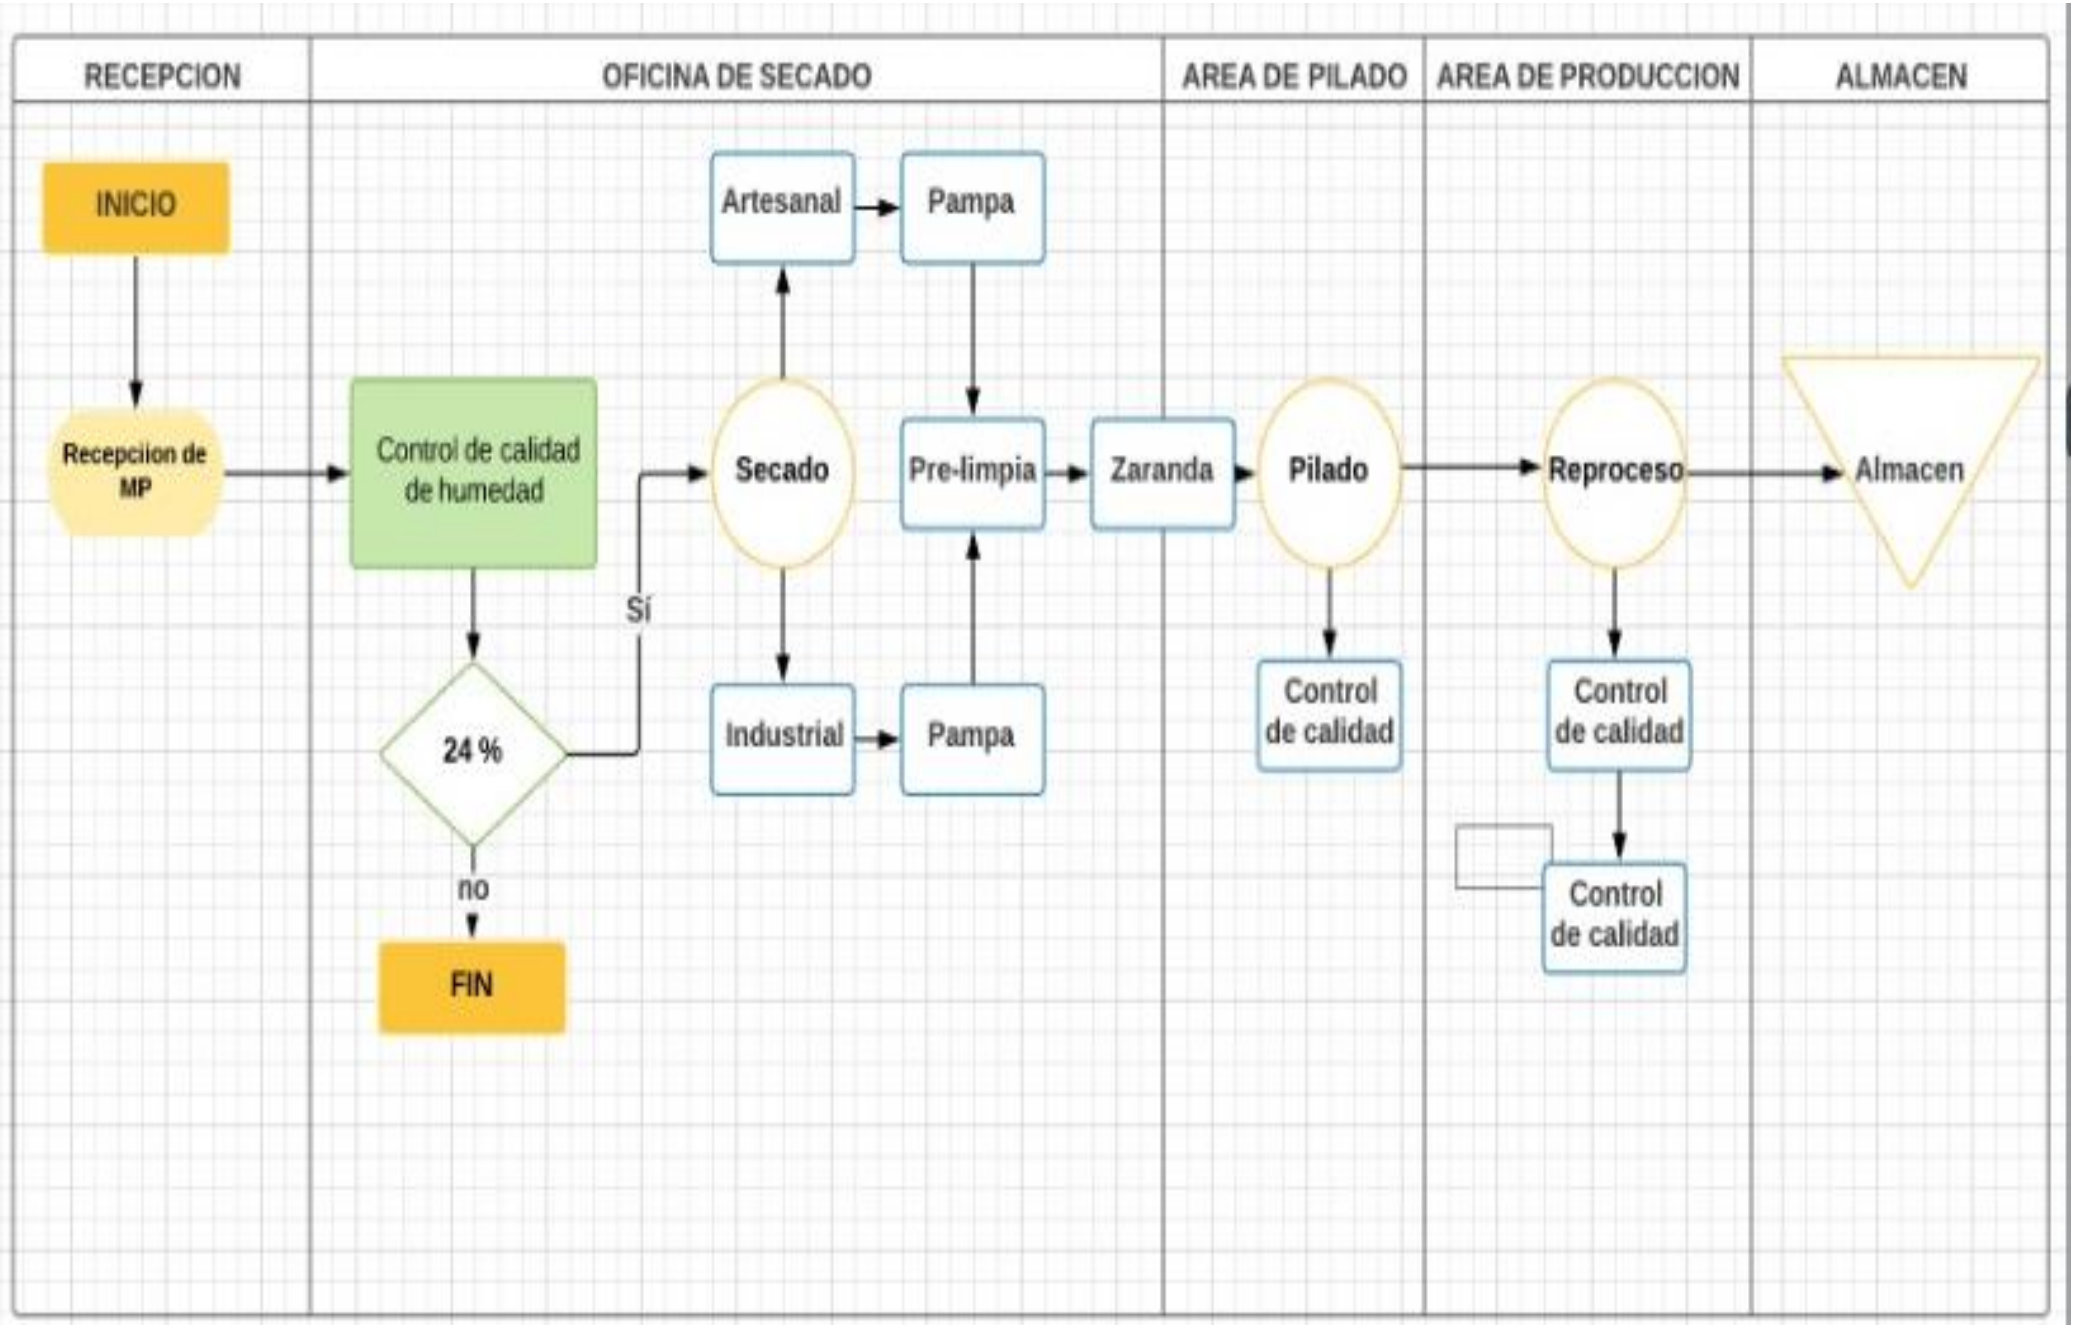 RECEPCION
OFICINA DE SECADO
AREA DE PILADO
AREA DE PRODUCCION
ALMACEN
INICIO
Recepciion de
MP
Control de calidad
de humedad
24 %
Sí
no
FIN
Artesanal
Pampa
Secado
Pre-limpia
Zaranda
Industrial
Pampa
Pilado
Control
de calidad
Reproceso
Control
de calidad
Control
de calidad
Almacen